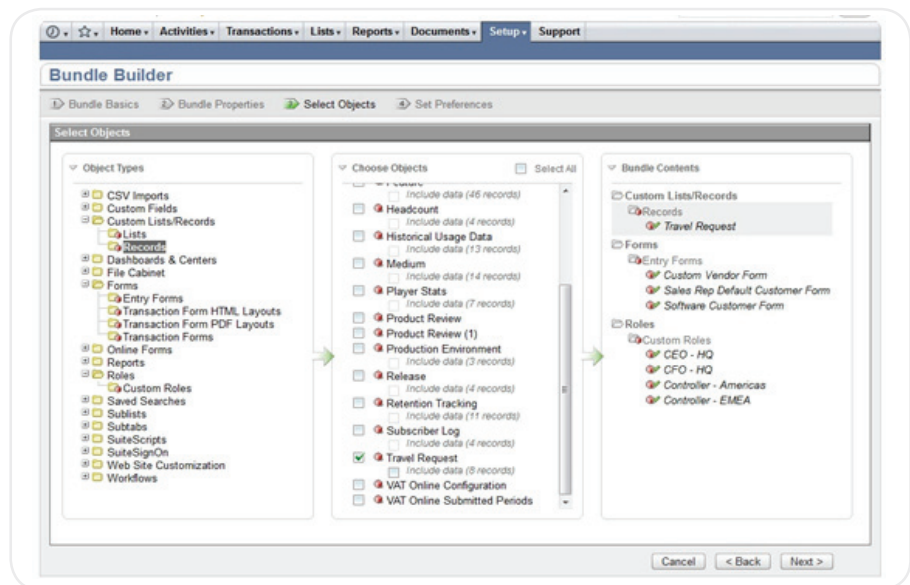 Home Activities Transactions Lists Reports Documents Setup Support
Bundle Builder
1 Bundle Basics 2 Bundle Properties 3 Select Objects 4 Set Preferences
Select Objects
Object Types
CSV Imports
Custom Fields
Custom Lists/Records
Lists
Records
Dashboards & Centers
File Cabinet
Forms
Entry Forms
Transaction Form HTML Layouts
Transaction Form PDF Layouts
Transaction Forms
Online Forms
Reports
Roles
Custom Roles
Saved Searches
Sublists
Subtabs
SuiteScripts
SuiteSignOn
Web Site Customization
Workflows
Choose Objects Select All
Include data (46 records)
Headcount
Include data (4 records)
Historical Usage Data
Include data (13 records)
Medium
Include data (14 records)
Player Stats
Include data (7 records)
Product Review
Product Review (1)
Production Environment
Include data (3 records)
Release
Include data (4 records)
Retention Tracking
Include data (11 records)
Subscriber Log
Include data (4 records)
Travel Request
Include data (8 records)
VAT Online Configuration
VAT Online Submitted Periods
Bundle Contents
Custom Lists/Records
Records
Travel Request
Forms
Entry Forms
Custom Vendor Form
Sales Rep Default Customer Form
Software Customer Form
Roles
Custom Roles
CEO - HQ
CFO - HQ
Controller - Americas
Controller - EMEA
Cancel < Back Next >